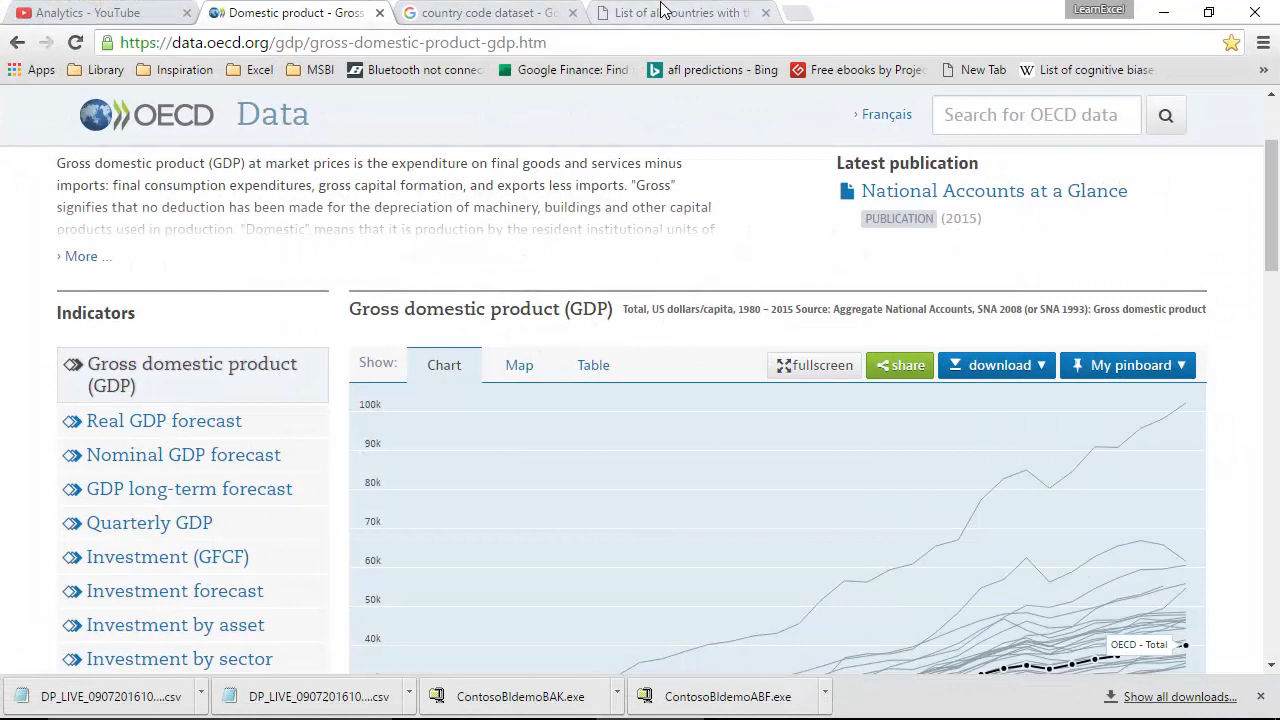 Analytics - YouTube
Domestic product - Gross
country code dataset - Go
List of all countries with th
LearnExcel
https://data.oecd.org/gdp/gross-domestic-product-gdp.htm
Apps
Library
Inspiration
Excel
MSBI
Bluetooth not connec
Google Finance: Find
afl predictions - Bing
Free ebooks by Proje
New Tab
List of cognitive biase
»
OECD Data
› Français
Search for OECD data
Gross domestic product (GDP) at market prices is the expenditure on final goods and services minus
imports: final consumption expenditures, gross capital formation, and exports less imports. "Gross"
signifies that no deduction has been made for the depreciation of machinery, buildings and other capital
products used in production. "Domestic" means that it is production by the resident institutional units of
› More ...
Latest publication
National Accounts at a Glance
PUBLICATION (2015)
Indicators
Gross domestic product
(GDP)
Real GDP forecast
Nominal GDP forecast
GDP long-term forecast
Quarterly GDP
Investment (GFCF)
Investment forecast
Investment by asset
Investment by sector
Gross domestic product (GDP) Total, US dollars/capita, 1980 – 2015 Source: Aggregate National Accounts, SNA 2008 (or SNA 1993): Gross domestic product
Show:
Chart
Map
Table
fullscreen
share
download ▼
My pinboard ▼
100k
90k
80k
70k
60k
50k
40k
OECD - Total
DP_LIVE_0907201610....csv
DP_LIVE_0907201610....csv
ContosoBIdemoBAK.exe
ContosoBIdemoABF.exe
Show all downloads...